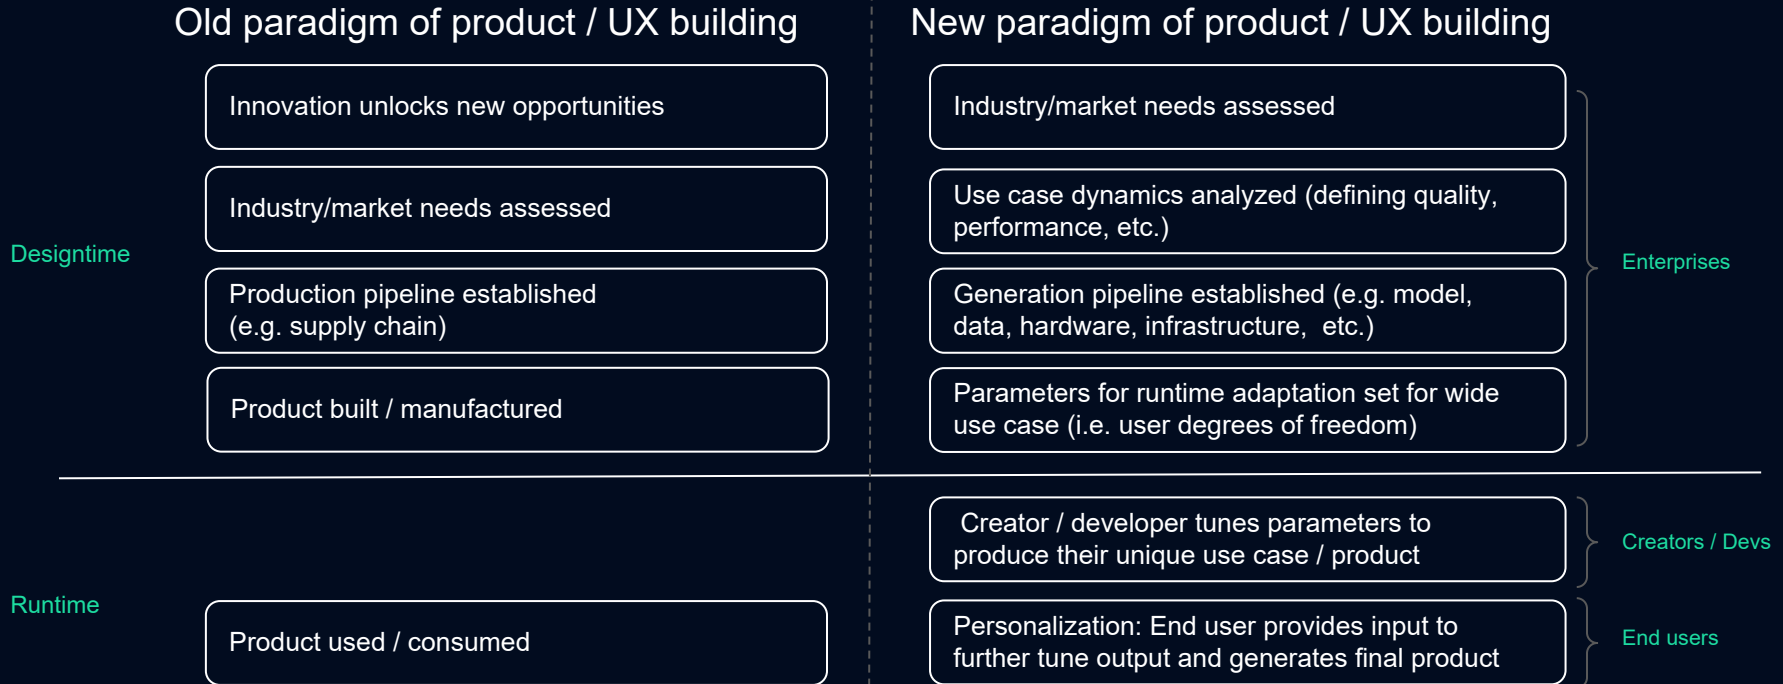 Old paradigm of product / UX building
Innovation unlocks new opportunities
Industry/market needs assessed
Designtime
Production pipeline established
(e.g. supply chain)
Product built / manufactured
Runtime
Product used / consumed
New paradigm of product / UX building
Industry/market needs assessed
Use case dynamics analyzed (defining quality,
performance, etc.)
Enterprises
Generation pipeline established (e.g. model,
data, hardware, infrastructure,  etc.)
Parameters for runtime adaptation set for wide
use case (i.e. user degrees of freedom)
Creator / developer tunes parameters to
produce their unique use case / product
Creators / Devs
Personalization: End user provides input to
further tune output and generates final product
End users